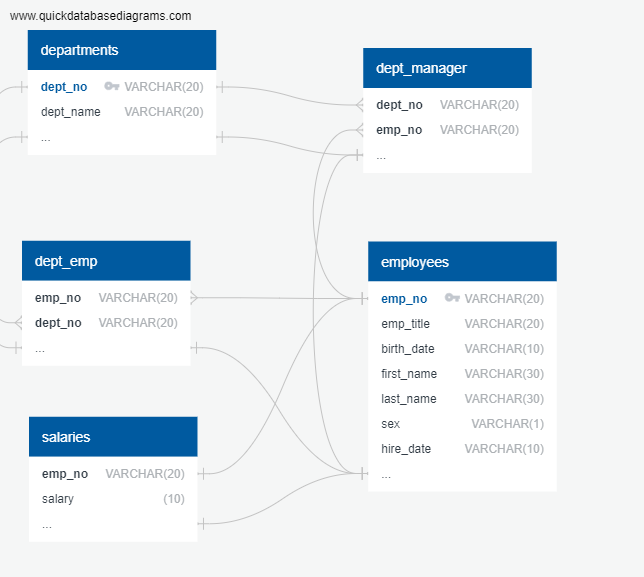 www.quickdatabasediagrams.com
departments
dept_no VARCHAR(20)
dept_name VARCHAR(20)
...
dept_manager
dept_no VARCHAR(20)
emp_no VARCHAR(20)
...
dept_emp
emp_no VARCHAR(20)
dept_no VARCHAR(20)
...
employees
emp_no VARCHAR(20)
emp_title VARCHAR(20)
birth_date VARCHAR(10)
first_name VARCHAR(30)
last_name VARCHAR(30)
sex VARCHAR(1)
hire_date VARCHAR(10)
...
salaries
emp_no VARCHAR(20)
salary (10)
...